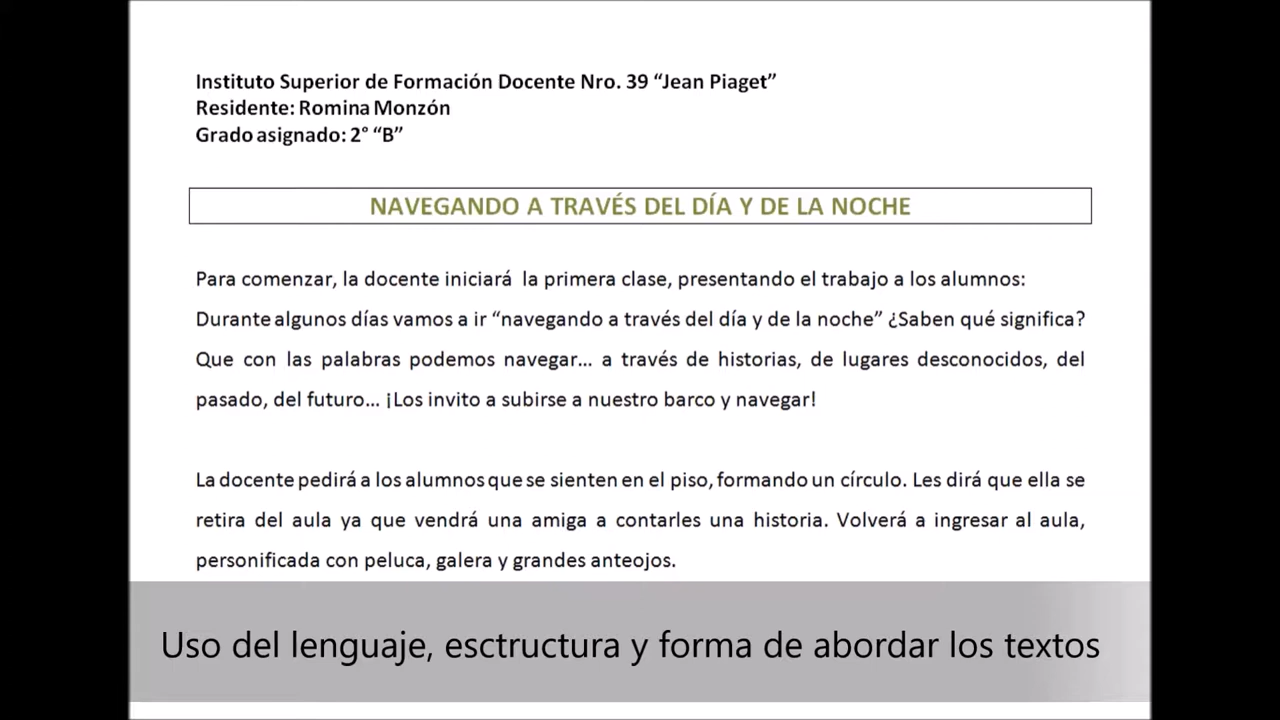 Instituto Superior de Formación Docente Nro. 39 “Jean Piaget”
Residente: Romina Monzón
Grado asignado: 2° “B”
NAVEGANDO A TRAVÉS DEL DÍA Y DE LA NOCHE
Para comenzar, la docente iniciará la primera clase, presentando el trabajo a los alumnos:
Durante algunos días vamos a ir “navegando a través del día y de la noche” ¿Saben qué significa?
Que con las palabras podemos navegar... a través de historias, de lugares desconocidos, del
pasado, del futuro... ¡Los invito a subirse a nuestro barco y navegar!
La docente pedirá a los alumnos que se sienten en el piso, formando un círculo. Les dirá que ella se
retira del aula ya que vendrá una amiga a contarles una historia. Volverá a ingresar al aula,
personificada con peluca, galera y grandes anteojos.
Uso del lenguaje, esctructura y forma de abordar los textos